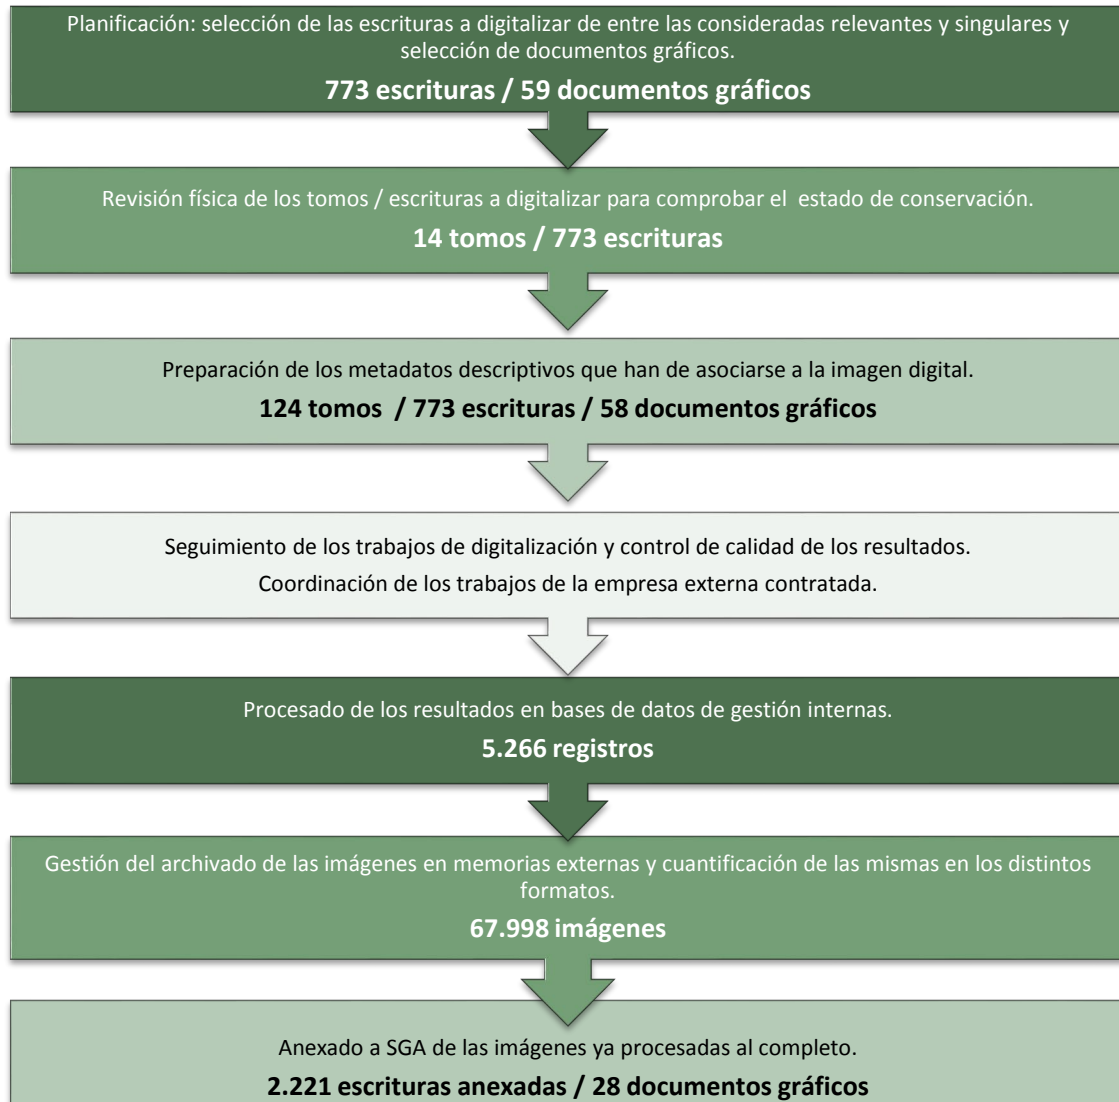 Planificación: selección de las escrituras a digitalizar de entre las consideradas relevantes y singulares y
selección de documentos gráficos.
773 escrituras / 59 documentos gráficos
Revisión física de los tomos / escrituras a digitalizar para comprobar el estado de conservación.
14 tomos / 773 escrituras
Preparación de los metadatos descriptivos que han de asociarse a la imagen digital.
124 tomos / 773 escrituras / 58 documentos gráficos
Seguimiento de los trabajos de digitalización y control de calidad de los resultados.
Coordinación de los trabajos de la empresa externa contratada.
Procesado de los resultados en bases de datos de gestión internas.
5.266 registros
Gestión del archivado de las imágenes en memorias externas y cuantificación de las mismas en los distintos
formatos.
67.998 imágenes
Anexado a SGA de las imágenes ya procesadas al completo.
2.221 escrituras anexadas / 28 documentos gráficos